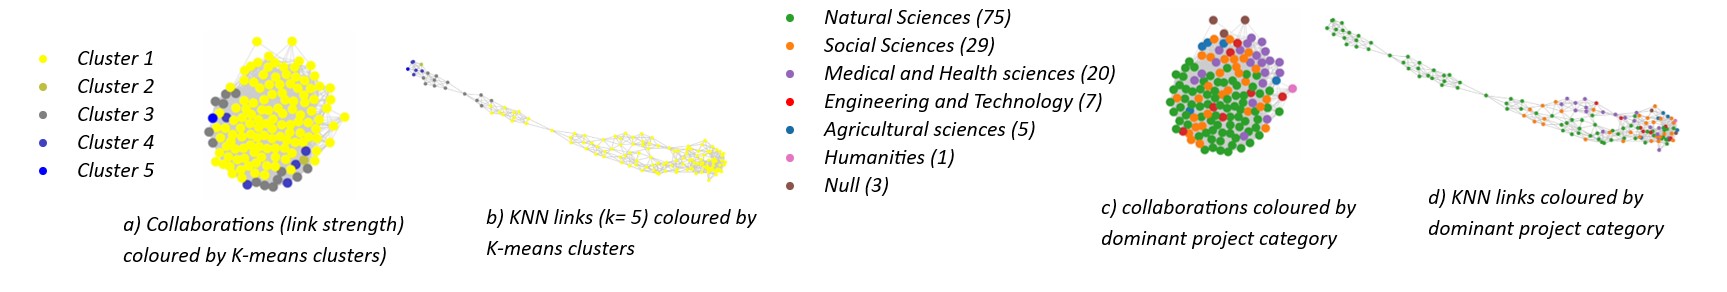 Cluster 1
Cluster 2
Cluster 3
Cluster 4
Cluster 5
a) Collaborations (link strength)
coloured by K-means clusters)
b) KNN links (k= 5) coloured by
K-means clusters
Natural Sciences (75)
Social Sciences (29)
Medical and Health sciences (20)
Engineering and Technology (7)
Agricultural sciences (5)
Humanities (1)
Null (3)
c) collaborations coloured by
dominant project category
d) KNN links coloured by
dominant project category